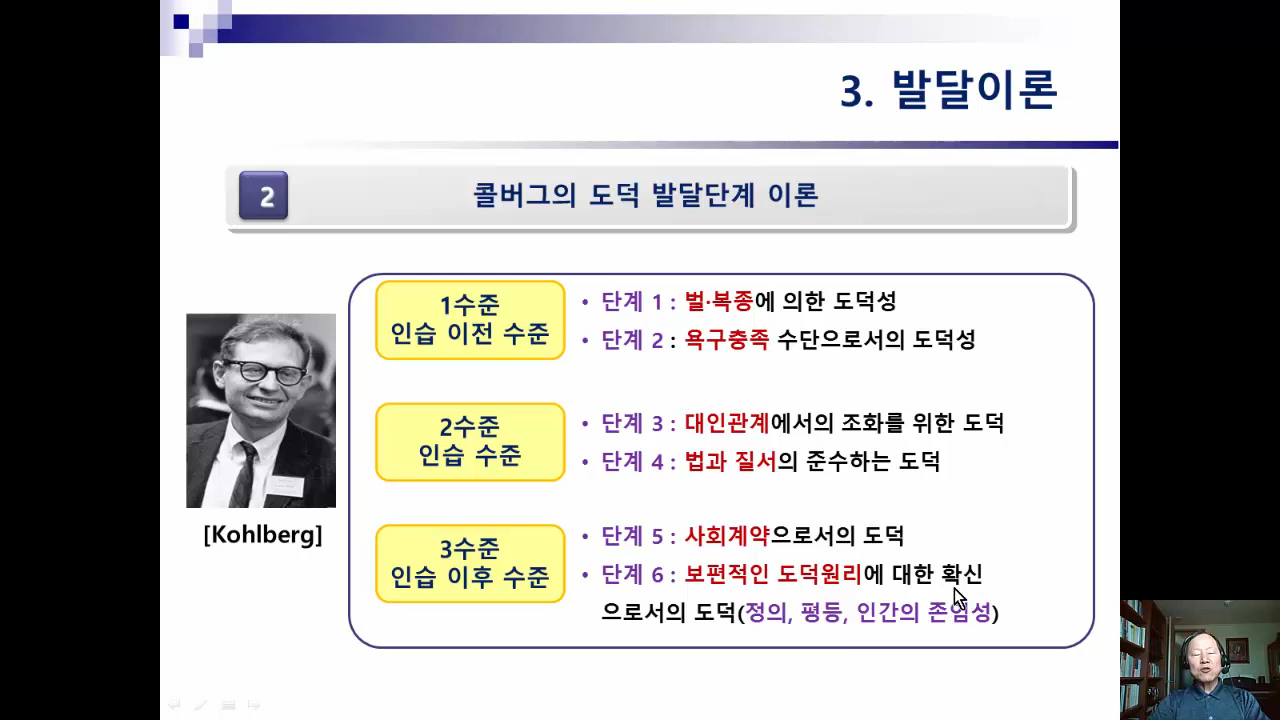 3. 발달이론
2 콜버그의 도덕 발달단계 이론
1수준
인습 이전 수준
• 단계 1 : 벌·복종에 의한 도덕성
• 단계 2 : 욕구충족 수단으로서의 도덕성
2수준
인습 수준
• 단계 3 : 대인관계에서의 조화를 위한 도덕
• 단계 4 : 법과 질서의 준수하는 도덕
[Kohlberg]
3수준
인습 이후 수준
• 단계 5 : 사회계약으로서의 도덕
• 단계 6 : 보편적인 도덕원리에 대한 확신
으로서의 도덕(정의, 평등, 인간의 존엄성)